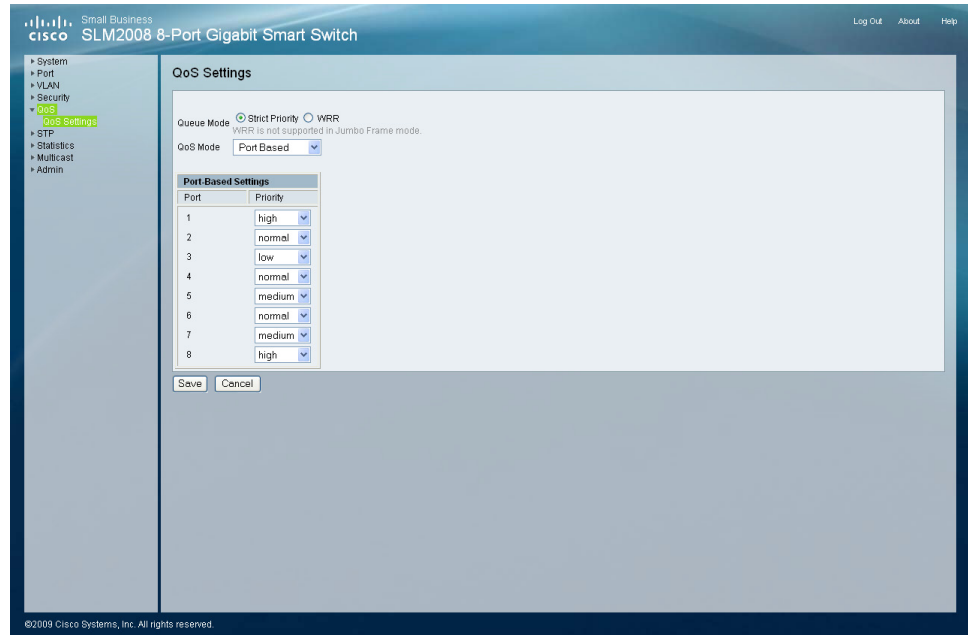 Small Business
CISCO SLM2008 8-Port Gigabit Smart Switch
Log Out About Help
System
Port
VLAN
Security
QoS
QoS Settings
STP
Statistics
Multicast
Admin
QoS Settings
Queue Mode Strict Priority WRR
WRR is not supported in Jumbo Frame mode.
QoS Mode Port Based
Port-Based Settings
Port Priority
1 high
2 normal
3 low
4 normal
5 medium
6 normal
7 medium
8 high
Save Cancel
©2009 Cisco Systems, Inc. All rights reserved.